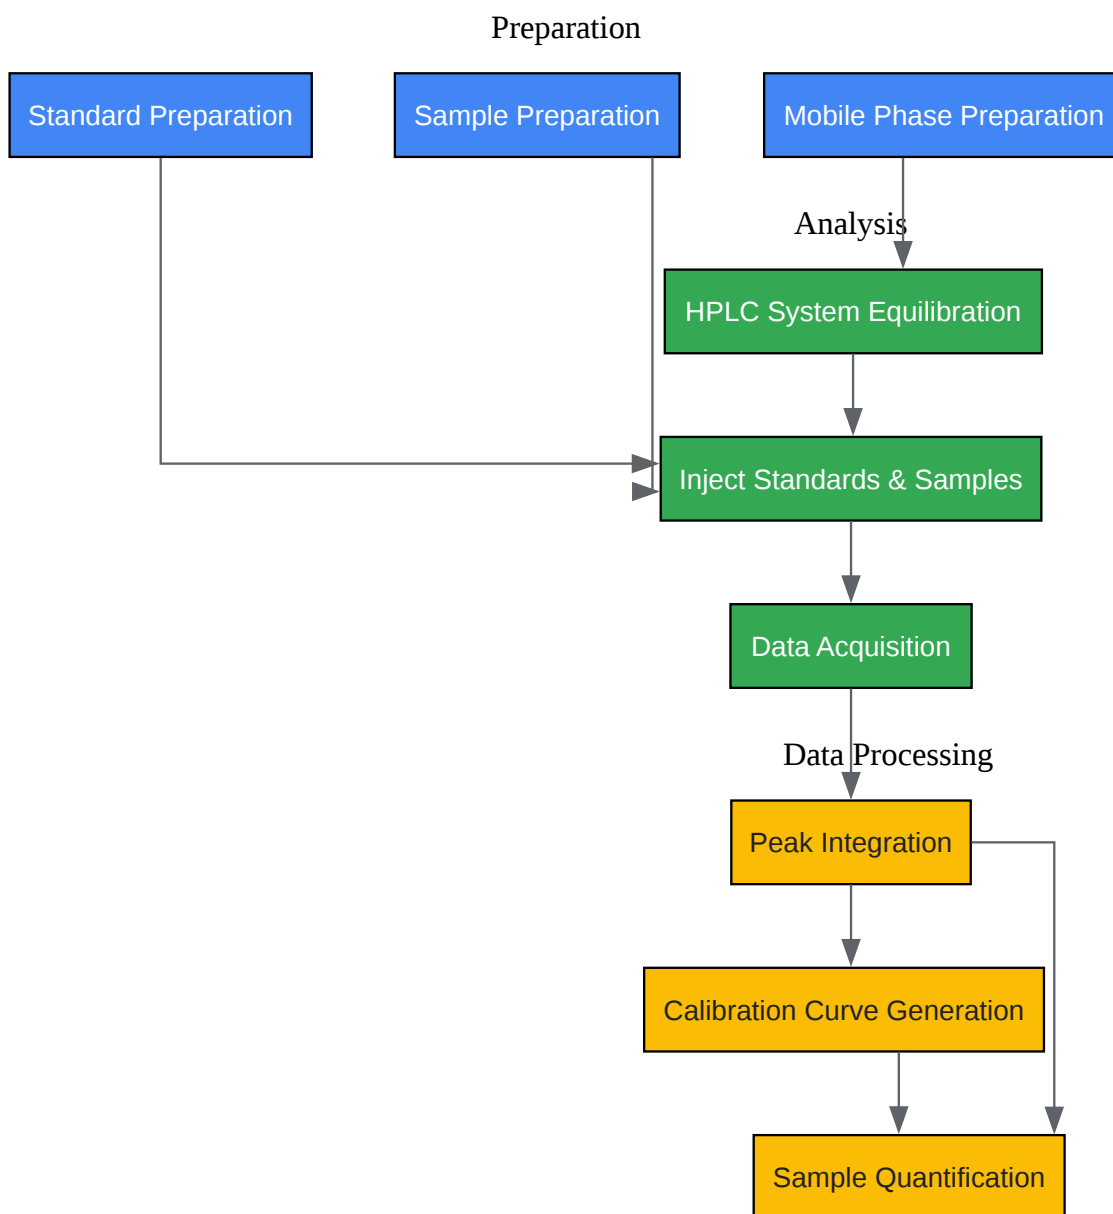 Preparation
Standard Preparation
Sample Preparation
Mobile Phase Preparation
Analysis
HPLC System Equilibration
Inject Standards & Samples
Data Acquisition
Data Processing
Peak Integration
Calibration Curve Generation
Sample Quantification